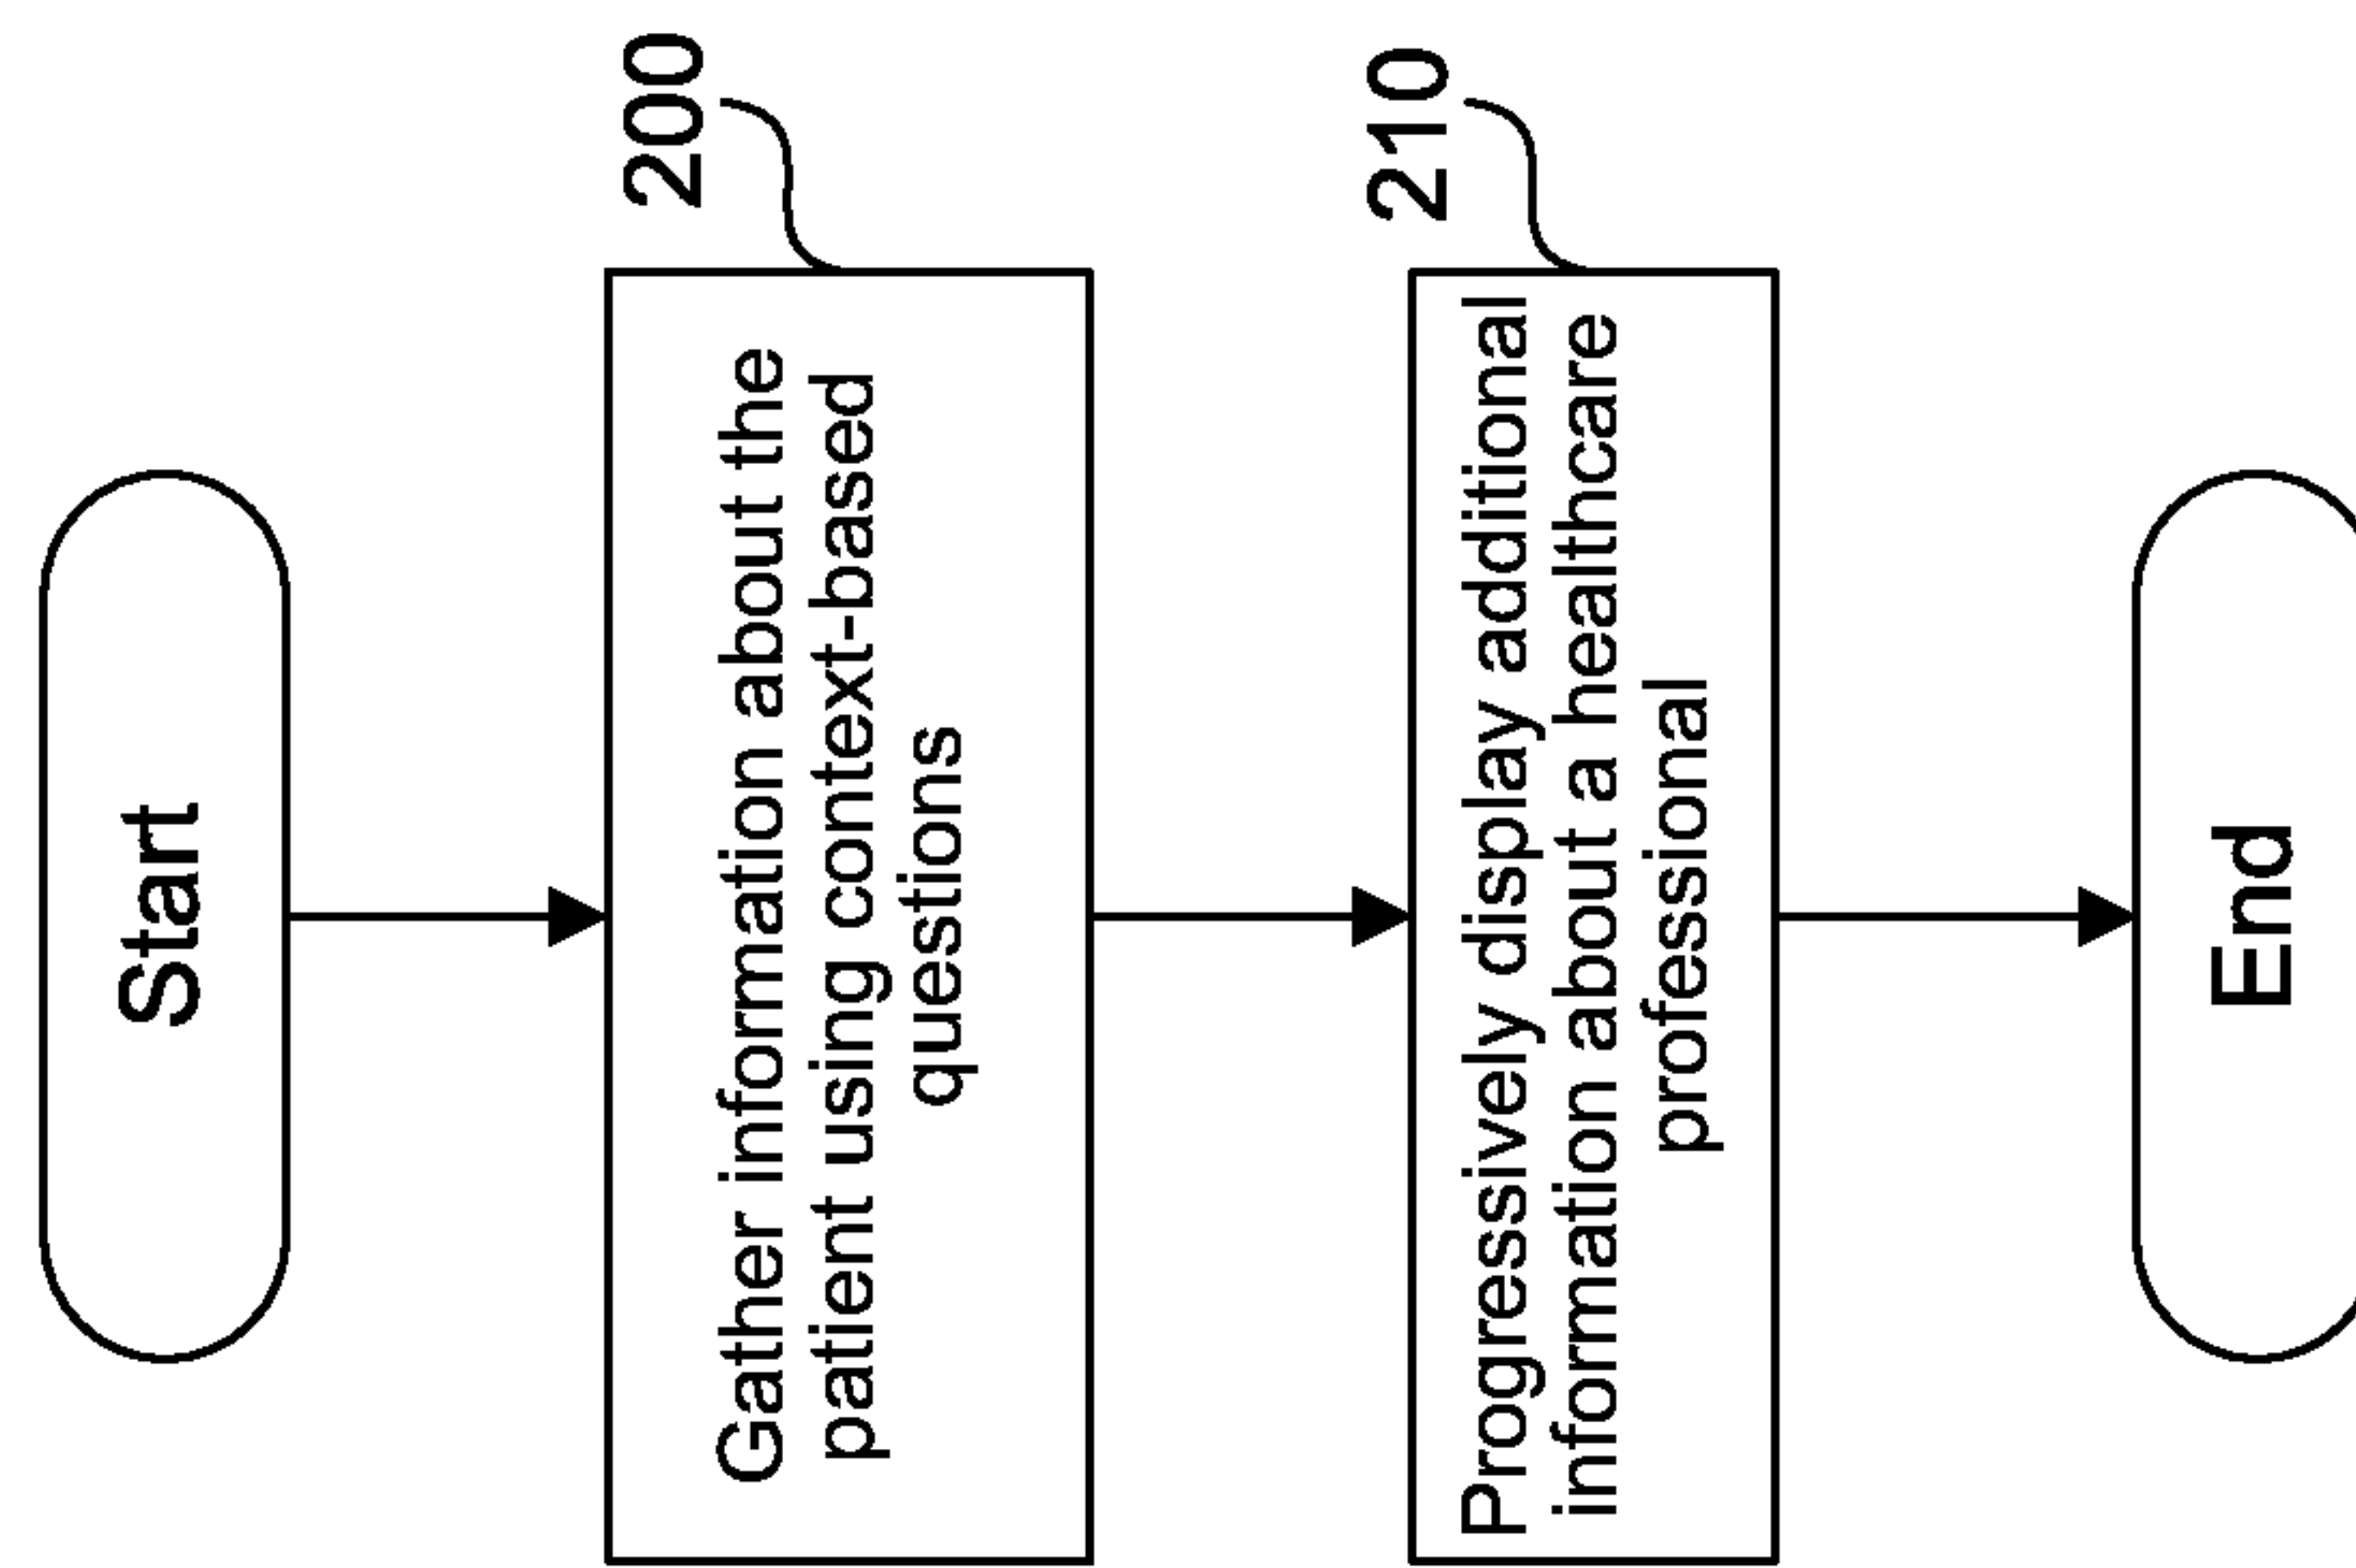 Start
200
Gather information about the
patient using context-based
questions
210
Progressively display additional
information about a healthcare
professional
End